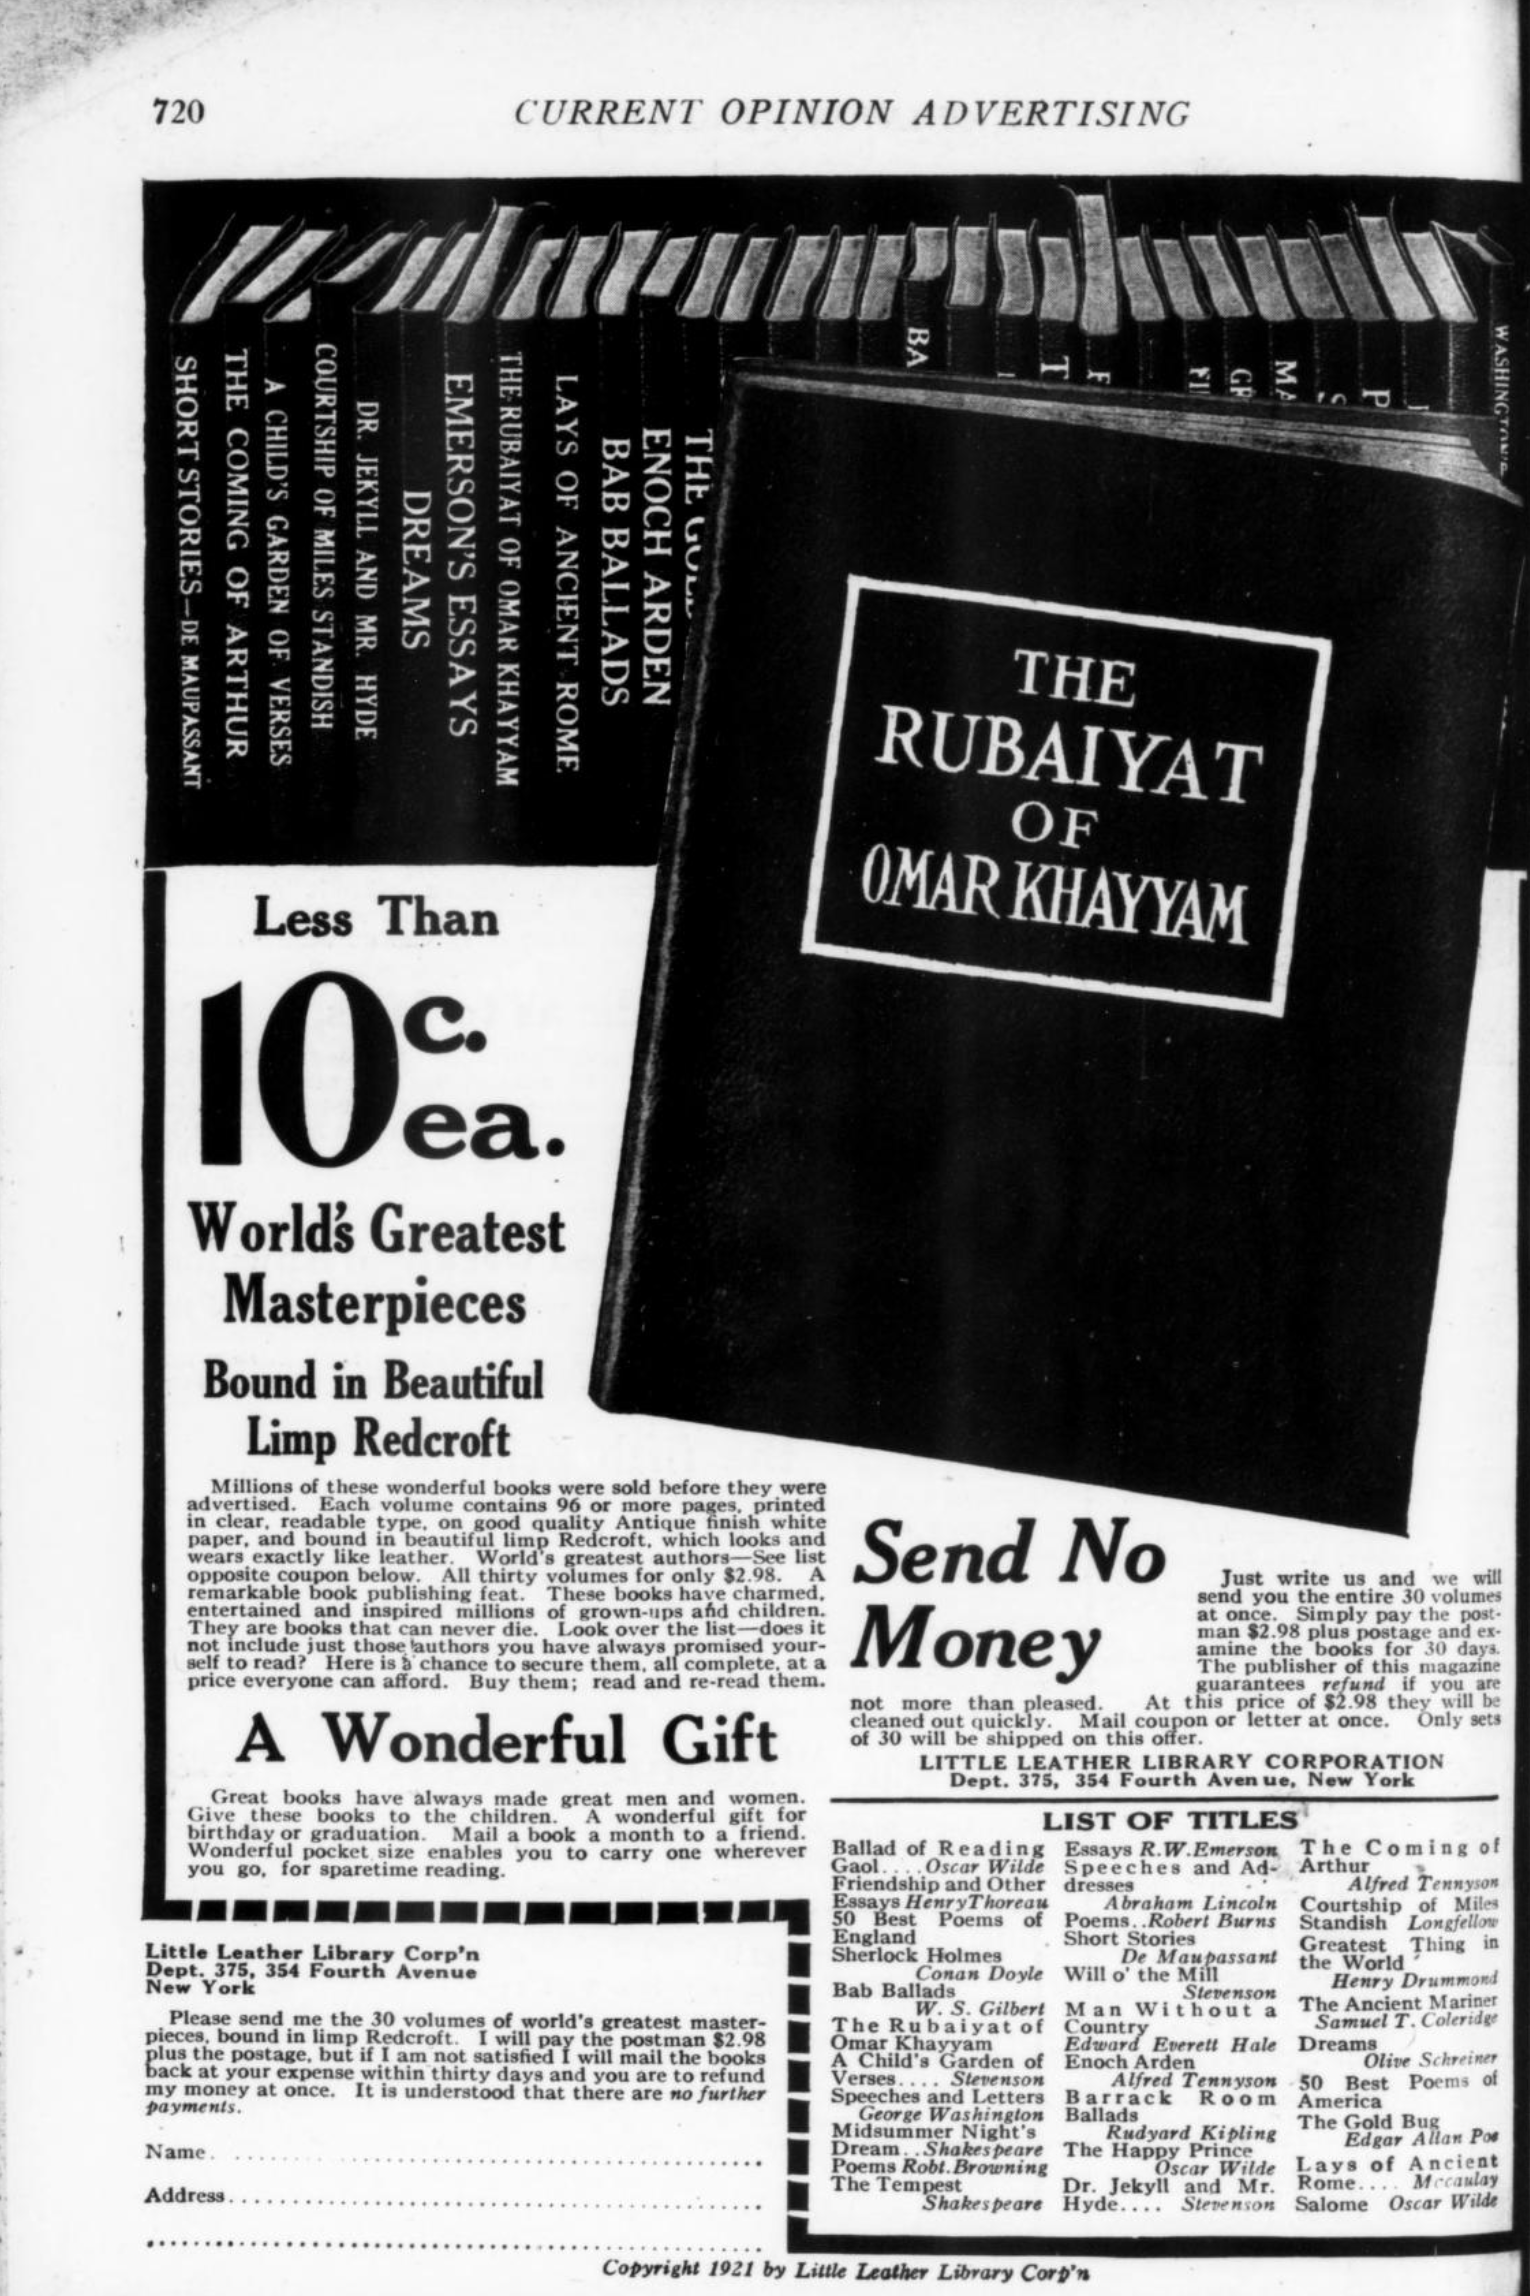 720
CURRENT OPINION ADVERTISING
SHORT STORIES—DE MAUPASSANT
THE COMING OF ARTHUR
A CHILD'S GARDEN OF VERSES
COURTSHIP OF MILES STANDISH
DR. JEKYLL AND MR. HYDE
DREAMS
EMERSON'S ESSAYS
THE RUBAIYAT OF OMAR KHAYYAM
LAYS OF ANCIENT ROME
BAB BALLADS
ENOCH ARDEN
THE GOLD
BA
T
F
GR
MA
P
WASHINGTON'S
THE
RUBAIYAT
OF
OMAR KHAYYAM
Less Than
10c.
ea.
World's Greatest
Masterpieces
Bound in Beautiful
Limp Redcroft
Millions of these wonderful books were sold before they were
advertised. Each volume contains 96 or more pages, printed
in clear, readable type, on good quality Antique finish white
paper, and bound in beautiful limp Redcroft, which looks and
wears exactly like leather. World's greatest authors—See list
opposite coupon below. All thirty volumes for only $2.98. A
remarkable book publishing feat. These books have charmed,
entertained and inspired millions of grown-ups and children.
They are books that can never die. Look over the list—does it
not include just those authors you have always promised your-
self to read? Here is a chance to secure them, all complete, at a
price everyone can afford. Buy them; read and re-read them.
A Wonderful Gift
Great books have always made great men and women.
Give these books to the children. A wonderful gift for
birthday or graduation. Mail a book a month to a friend.
Wonderful pocket size enables you to carry one wherever
you go, for sparetime reading.
Send No
Money
Just write us and we will
send you the entire 30 volumes
at once. Simply pay the post-
man $2.98 plus postage and ex-
amine the books for 30 days.
The publisher of this magazine
guarantees refund if you are
not more than pleased. At this price of $2.98 they will be
cleaned out quickly. Mail coupon or letter at once. Only sets
of 30 will be shipped on this offer.
LITTLE LEATHER LIBRARY CORPORATION
Dept. 375, 354 Fourth Avenue, New York
LIST OF TITLES
Ballad of Reading
Gaol.... Oscar Wilde
Friendship and Other
Essays Henry Thoreau
50 Best Poems of
England
Sherlock Holmes
Conan Doyle
Bab Ballads
W. S. Gilbert
The Rubaiyat of
Omar Khayyam
A Child's Garden of
Verses.... Stevenson
Speeches and Letters
George Washington
Midsummer Night's
Dream..Shakespeare
Poems Robt. Browning
The Tempest
Shakespeare
Essays R.W.Emerson
Speeches and Ad-
dresses
Abraham Lincoln
Poems..Robert Burns
Short Stories
De Maupassant
Will o' the Mill
Stevenson
Man Without a
Country
Edward Everett Hale
Enoch Arden
Alfred Tennyson
Barrack Room
Ballads
Rudyard Kipling
The Happy Prince
Oscar Wilde
Dr. Jekyll and Mr.
Hyde.... Stevenson
The Coming of
Arthur
Alfred Tennyson
Courtship of Miles
Standish Longfellow
Greatest Thing in
the World
Henry Drummond
The Ancient Mariner
Samuel T. Coleridge
Dreams
Olive Schreiner
50 Best Poems of
America
The Gold Bug
Edgar Allan Poe
Lays of Ancient
Rome.... Mccaulay
Salome Oscar Wilde
Little Leather Library Corp'n
Dept. 375, 354 Fourth Avenue
New York
Please send me the 30 volumes of world's greatest master-
pieces, bound in limp Redcroft. I will pay the postman $2.98
plus the postage, but if I am not satisfied I will mail the books
back at your expense within thirty days and you are to refund
my money at once. It is understood that there are no further
payments.
Name
Address
Copyright 1921 by Little Leather Library Corp'n